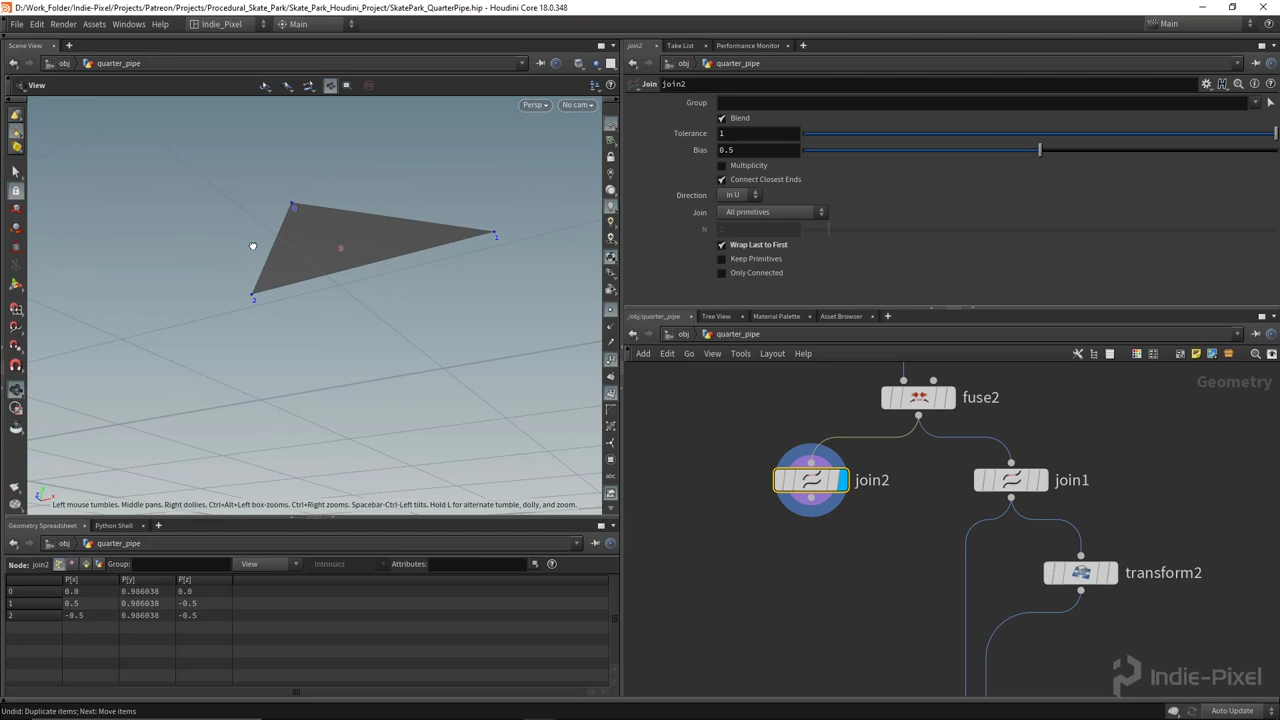 D:/Work_Folder/Indie-Pixel/Projects/Patreon/Projects/Procedural_Skate_Park/Skate_Park_Houdini_Project/SkatePark_QuarterPipe.hip - Houdini Core 18.0.348
File Edit Render Assets Windows Help Indie_Pixel Main Main
Scene View
obj quarter_pipe
View
Persp No cam
0
1
2
Left mouse tumbles. Middle pans. Right dollies. Ctrl+Alt+Left box-zooms. Ctrl+Right zooms. Spacebar-Ctrl-Left tilts. Hold L for alternate tumble, dolly, and zoom.
join2 Take List Performance Monitor
obj quarter_pipe
Join join2
Group
Blend
Tolerance 1
Bias 0.5
Multiplicity
Connect Closest Ends
Direction in U
Join All primitives
N 2
Wrap Last to First
Keep Primitives
Only Connected
/obj/quarter_pipe Tree View Material Palette Asset Browser
obj quarter_pipe
Add Edit Go View Tools Layout Help
Geometry
fuse2
join2
join1
transform2
Indie-Pixel
Geometry Spreadsheet Python Shell
obj quarter_pipe
Node: join2 Group: View Intrinsics Attributes:
P[x] P[y] P[z]
0 0.0 0.986038 0.0
1 0.5 0.986038 -0.5
2 -0.5 0.986038 -0.5
Undid: Duplicate items; Next: Move items
Auto Update